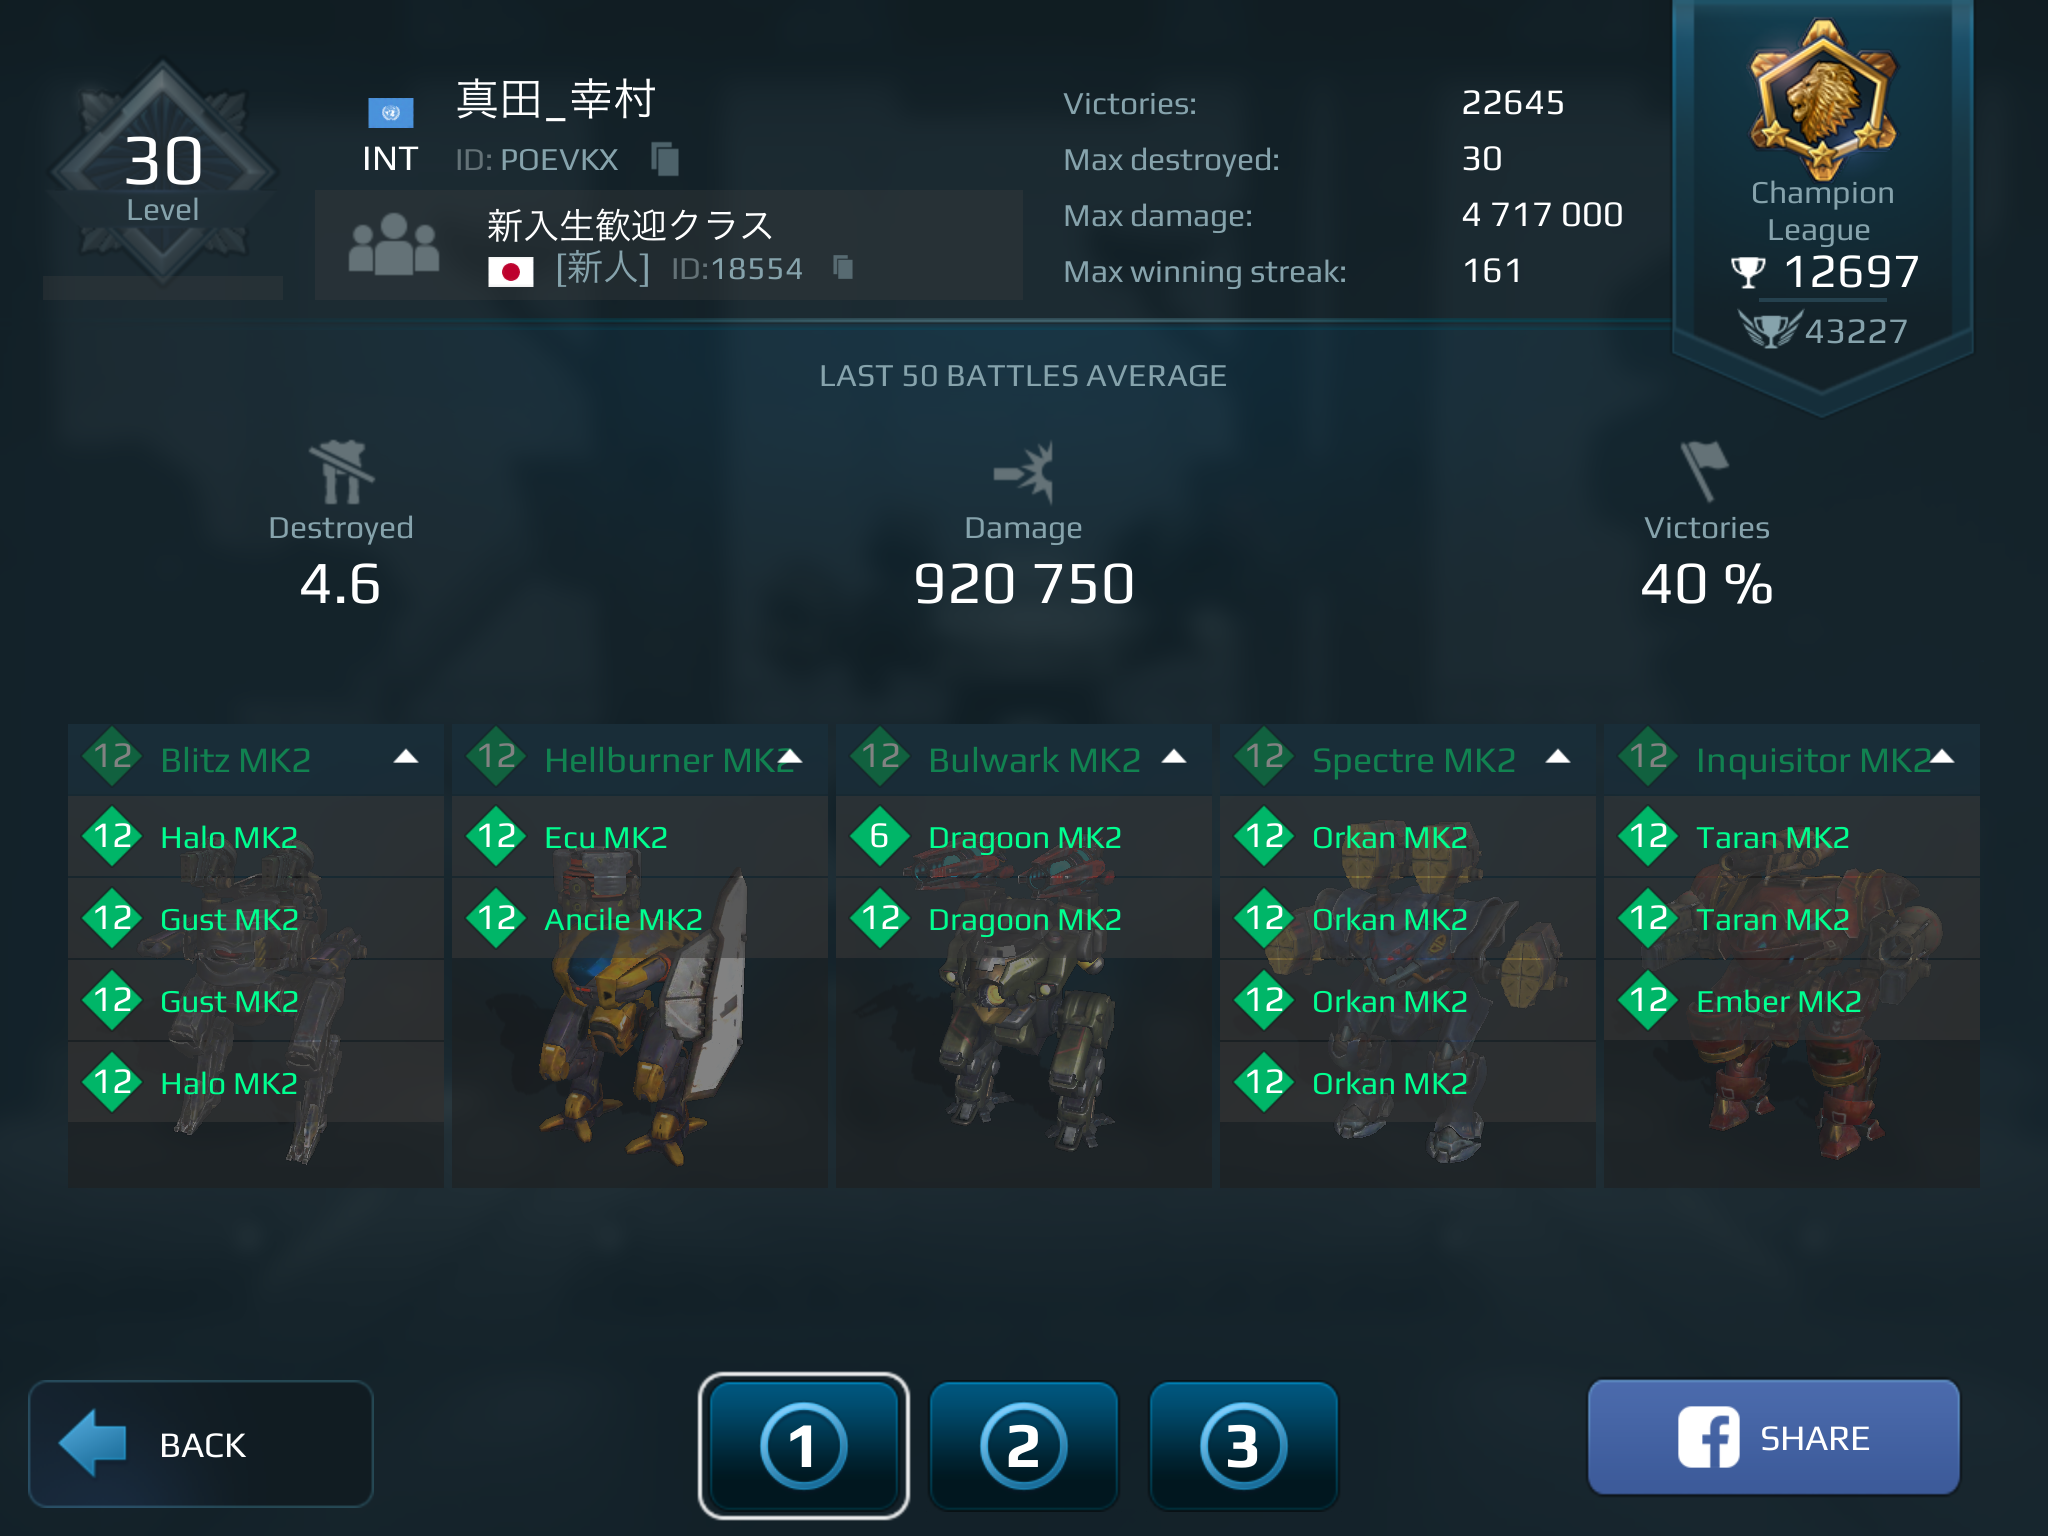 30
Level
INT
真田_幸村
ID: POEVKX
新入生歓迎クラス
[新人] ID:18554
Victories: 22645
Max destroyed: 30
Max damage: 4 717 000
Max winning streak: 161
Champion
League
12697
43227
LAST 50 BATTLES AVERAGE
Destroyed
4.6
Damage
920 750
Victories
40 %
12 Blitz MK2
12 Halo MK2
12 Gust MK2
12 Gust MK2
12 Halo MK2
12 Hellburner MK2
12 Ecu MK2
12 Ancile MK2
12 Bulwark MK2
6 Dragoon MK2
12 Dragoon MK2
12 Spectre MK2
12 Orkan MK2
12 Orkan MK2
12 Orkan MK2
12 Orkan MK2
12 Inquisitor MK2
12 Taran MK2
12 Taran MK2
12 Ember MK2
BACK
1
2
3
SHARE